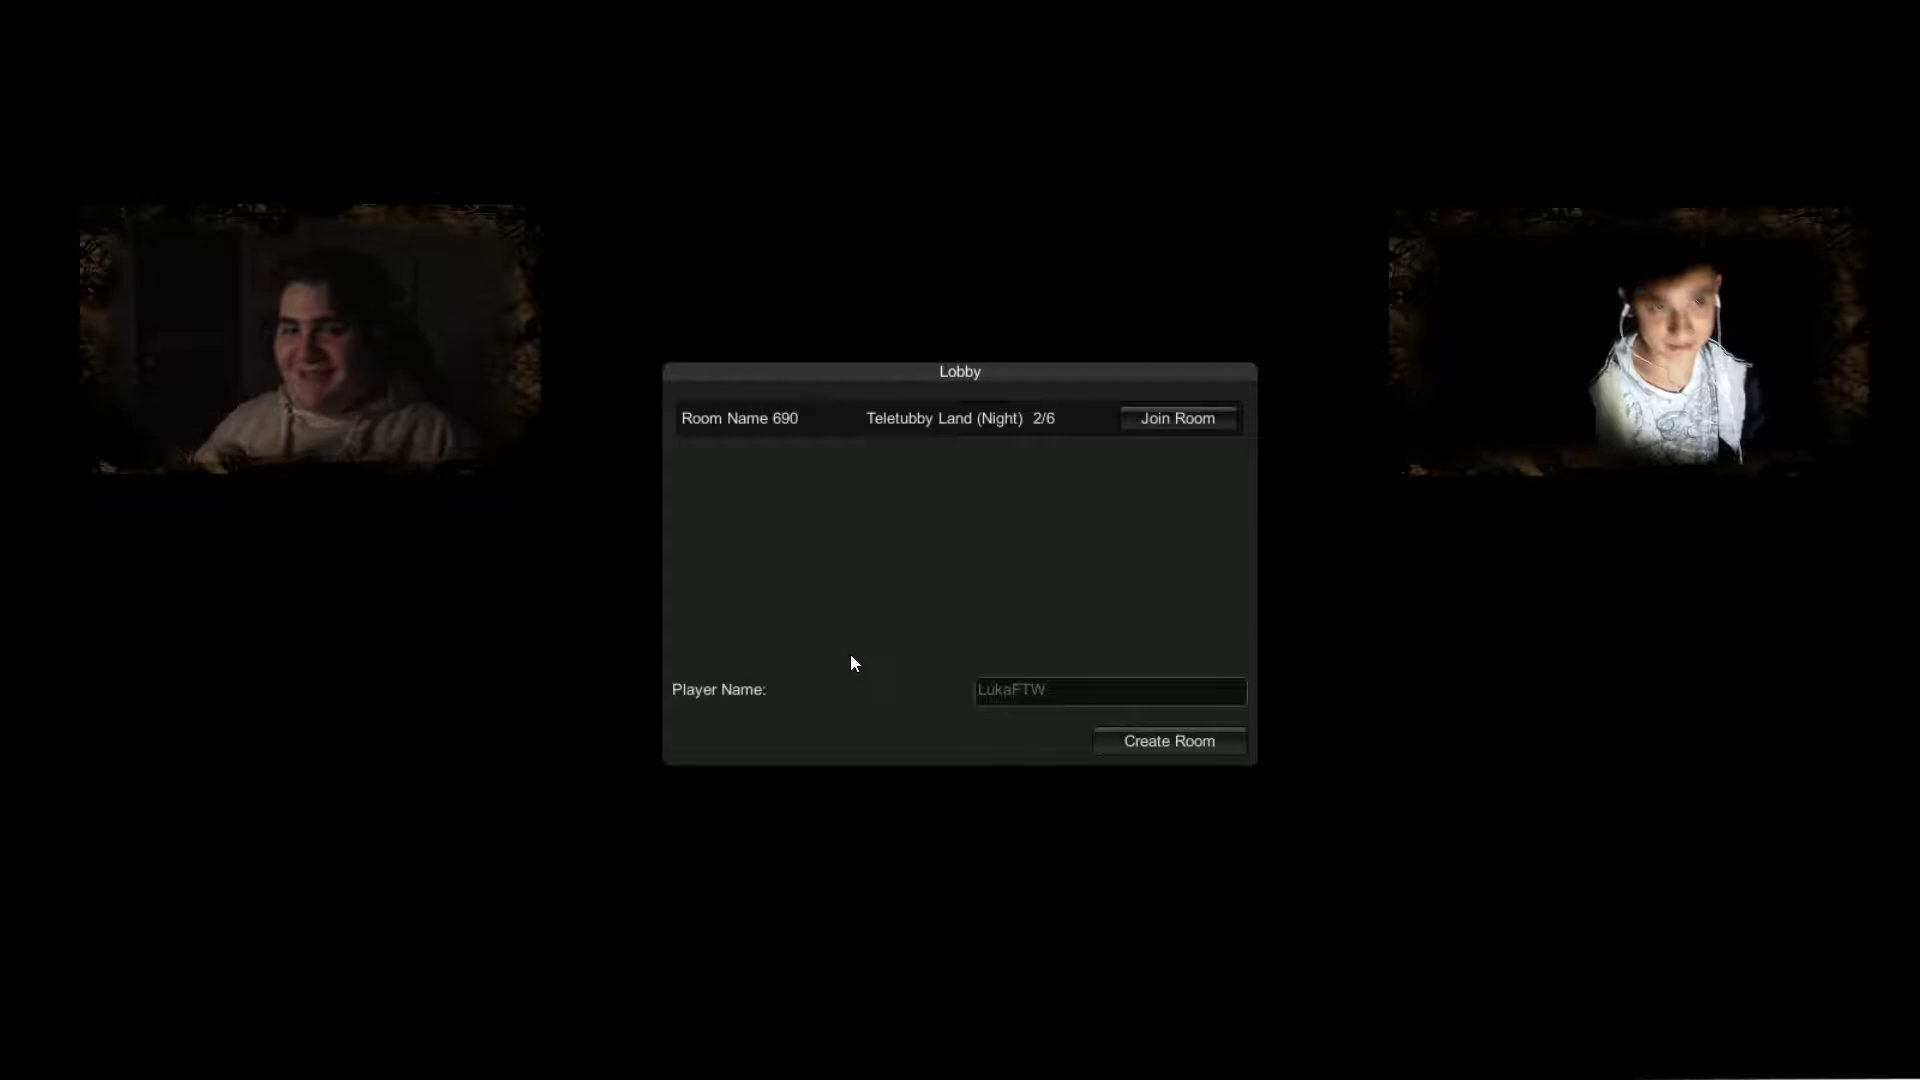 Lobby
Room Name 690 Teletubby Land (Night) 2/6 Join Room
Player Name: LukaFTW
Create Room